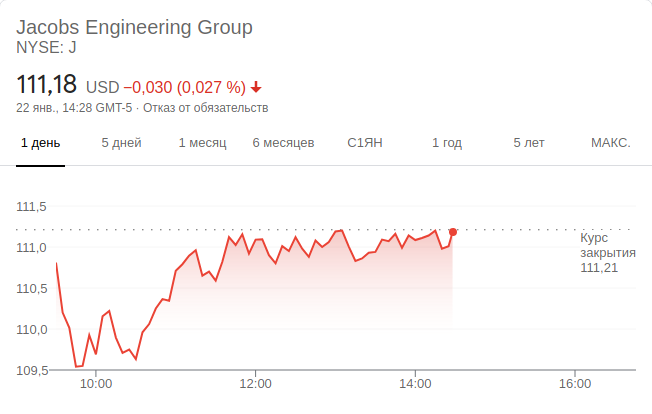 Jacobs Engineering Group
NYSE: J
111,18 USD −0,030 (0,027 %)
22 янв., 14:28 GMT-5 · Отказ от обязательств
1 день 5 дней 1 месяц 6 месяцев С1ЯН 1 год 5 лет МАКС.
111,5
111,0
110,5
110,0
109,5
Курс
закрытия
111,21
10:00 12:00 14:00 16:00